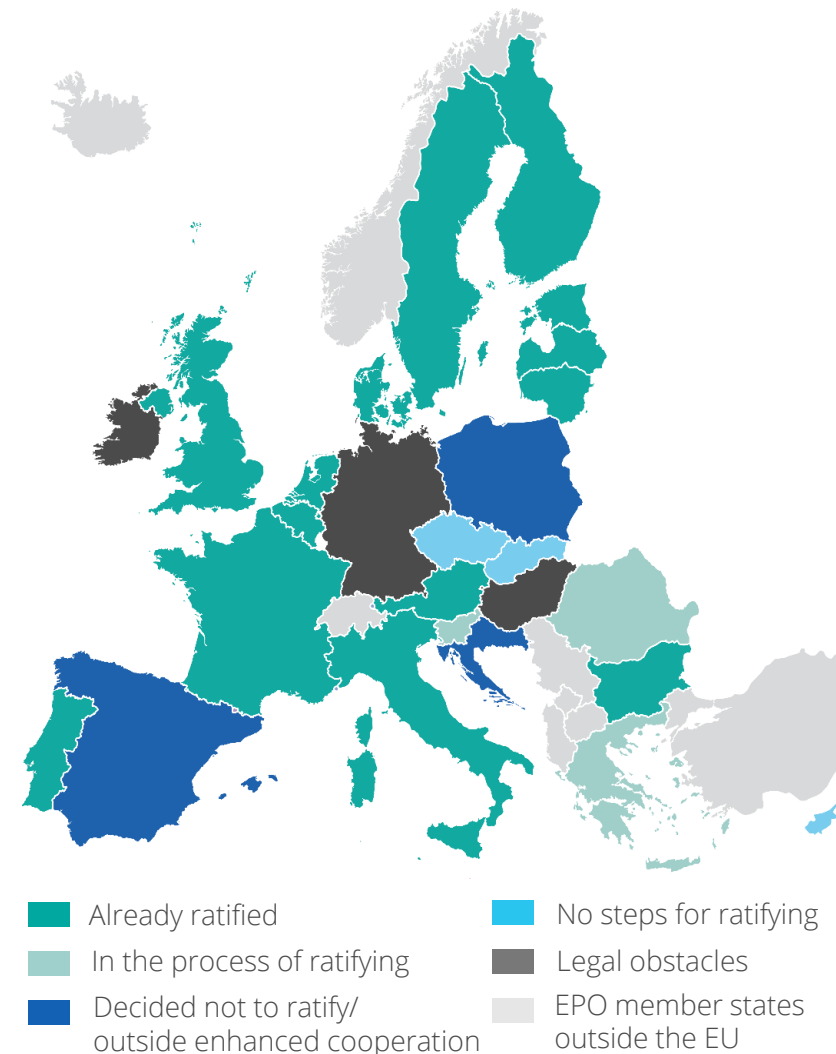 Already ratified
In the process of ratifying
Decided not to ratify/
outside enhanced cooperation
No steps for ratifying
Legal obstacles
EPO member states
outside the EU